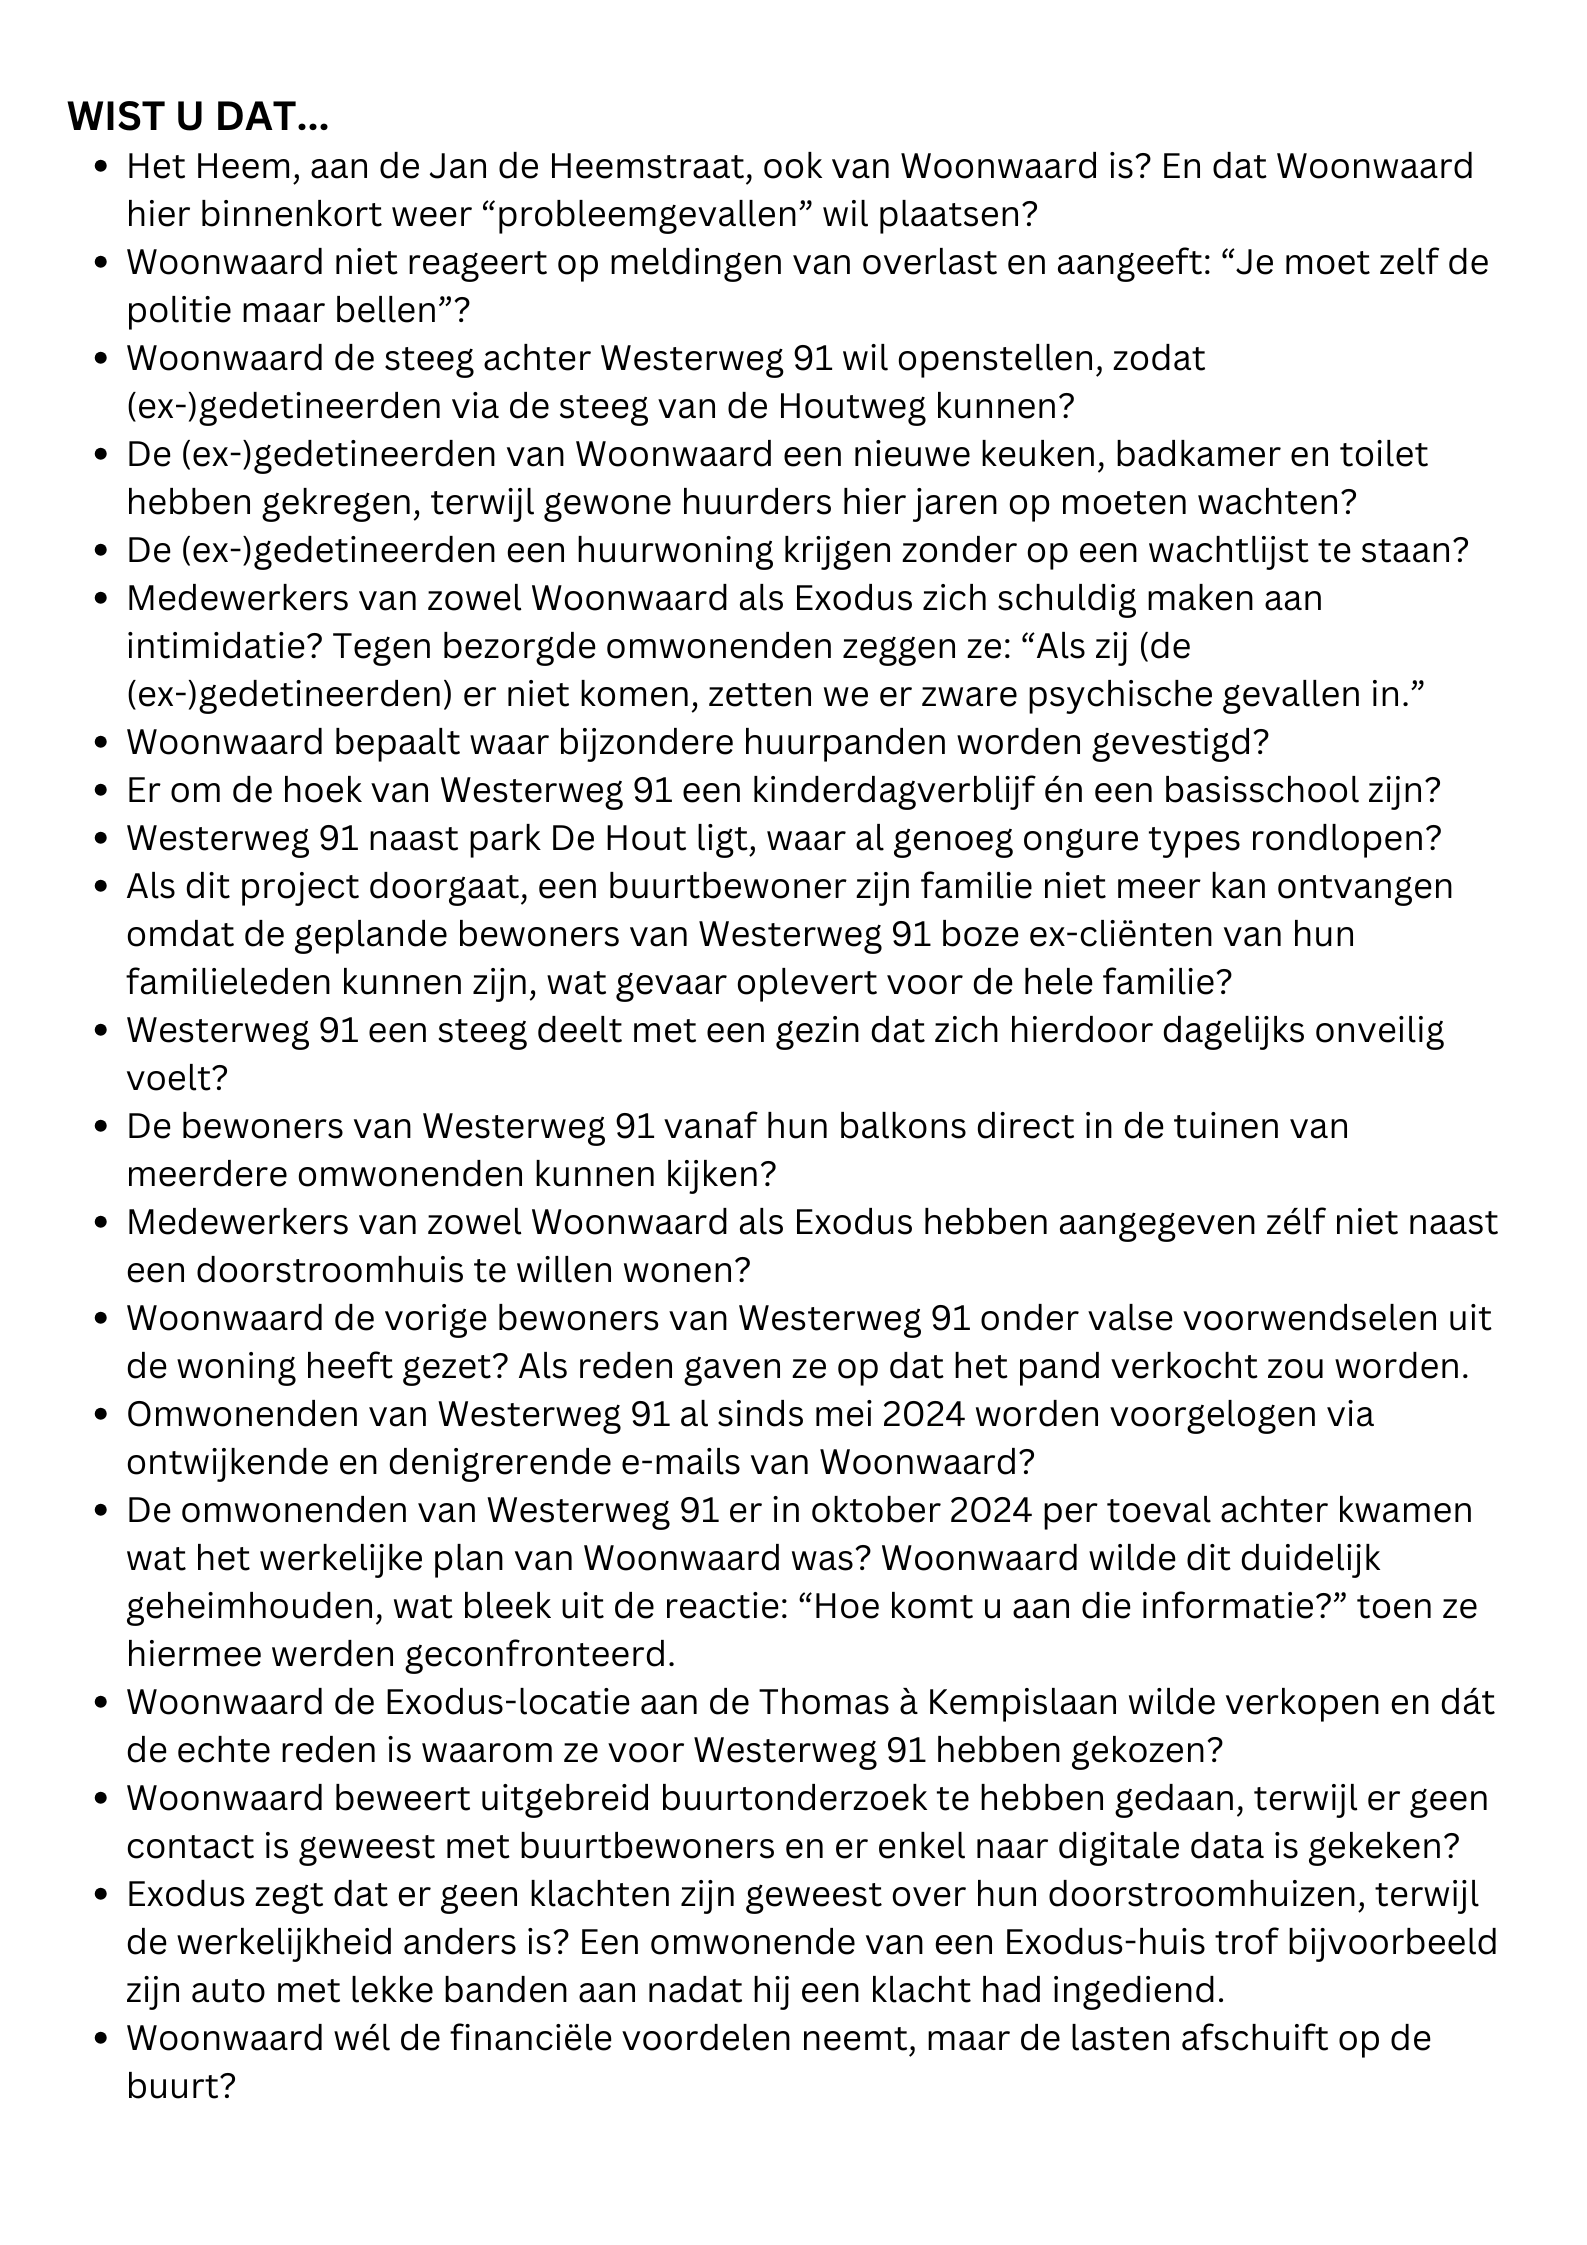 WIST U DAT...
• Het Heem, aan de Jan de Heemstraat, ook van Woonwaard is? En dat Woonwaard
hier binnenkort weer “probleemgevallen” wil plaatsen?
• Woonwaard niet reageert op meldingen van overlast en aangeeft: “Je moet zelf de
politie maar bellen”?
• Woonwaard de steeg achter Westerweg 91 wil openstellen, zodat
(ex-)gedetineerden via de steeg van de Houtweg kunnen?
• De (ex-)gedetineerden van Woonwaard een nieuwe keuken, badkamer en toilet
hebben gekregen, terwijl gewone huurders hier jaren op moeten wachten?
• De (ex-)gedetineerden een huurwoning krijgen zonder op een wachtlijst te staan?
• Medewerkers van zowel Woonwaard als Exodus zich schuldig maken aan
intimidatie? Tegen bezorgde omwonenden zeggen ze: “Als zij (de
(ex-)gedetineerden) er niet komen, zetten we er zware psychische gevallen in.”
• Woonwaard bepaalt waar bijzondere huurpanden worden gevestigd?
• Er om de hoek van Westerweg 91 een kinderdagverblijf én een basisschool zijn?
• Westerweg 91 naast park De Hout ligt, waar al genoeg ongure types rondlopen?
• Als dit project doorgaat, een buurtbewoner zijn familie niet meer kan ontvangen
omdat de geplande bewoners van Westerweg 91 boze ex-cliënten van hun
familieleden kunnen zijn, wat gevaar oplevert voor de hele familie?
• Westerweg 91 een steeg deelt met een gezin dat zich hierdoor dagelijks onveilig
voelt?
• De bewoners van Westerweg 91 vanaf hun balkons direct in de tuinen van
meerdere omwonenden kunnen kijken?
• Medewerkers van zowel Woonwaard als Exodus hebben aangegeven zélf niet naast
een doorstroomhuis te willen wonen?
• Woonwaard de vorige bewoners van Westerweg 91 onder valse voorwendselen uit
de woning heeft gezet? Als reden gaven ze op dat het pand verkocht zou worden.
• Omwonenden van Westerweg 91 al sinds mei 2024 worden voorgelogen via
ontwijkende en denigrerende e-mails van Woonwaard?
• De omwonenden van Westerweg 91 er in oktober 2024 per toeval achter kwamen
wat het werkelijke plan van Woonwaard was? Woonwaard wilde dit duidelijk
geheimhouden, wat bleek uit de reactie: “Hoe komt u aan die informatie?” toen ze
hiermee werden geconfronteerd.
• Woonwaard de Exodus-locatie aan de Thomas à Kempislaan wilde verkopen en dát
de echte reden is waarom ze voor Westerweg 91 hebben gekozen?
• Woonwaard beweert uitgebreid buurtonderzoek te hebben gedaan, terwijl er geen
contact is geweest met buurtbewoners en er enkel naar digitale data is gekeken?
• Exodus zegt dat er geen klachten zijn geweest over hun doorstroomhuizen, terwijl
de werkelijkheid anders is? Een omwonende van een Exodus-huis trof bijvoorbeeld
zijn auto met lekke banden aan nadat hij een klacht had ingediend.
• Woonwaard wél de financiële voordelen neemt, maar de lasten afschuift op de
buurt?